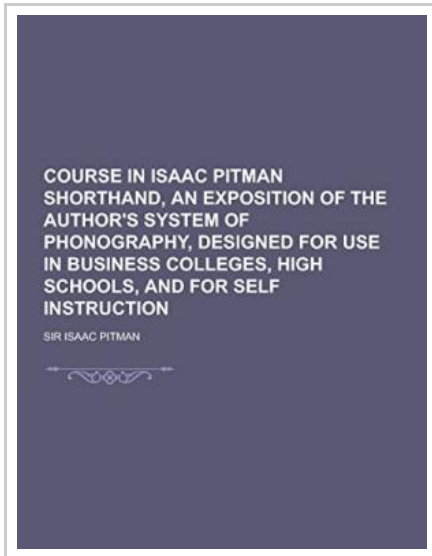 COURSE IN ISAAC PITMAN
SHORTHAND, AN EXPOSITION OF THE
AUTHOR'S SYSTEM OF
PHONOGRAPHY, DESIGNED FOR USE
IN BUSINESS COLLEGES, HIGH
SCHOOLS, AND FOR SELF
INSTRUCTION
SIR ISAAC PITMAN